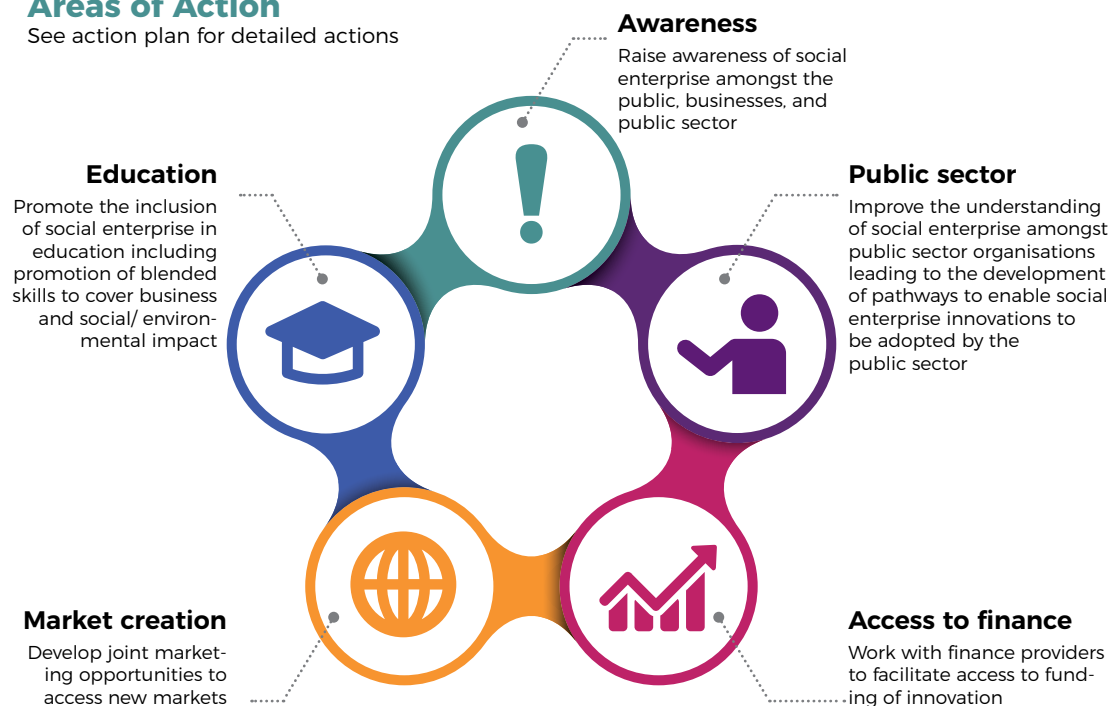 Areas of Action
See action plan for detailed actions
Awareness
Raise awareness of social
enterprise amongst the
public, businesses, and
public sector
Education
Promote the inclusion
of social enterprise in
education including
promotion of blended
skills to cover business
and social/ environ-
mental impact
Public sector
Improve the understanding
of social enterprise amongst
public sector organisations
leading to the development
of pathways to enable social
enterprise innovations to
be adopted by the
public sector
Market creation
Develop joint market-
ing opportunities to
access new markets
Access to finance
Work with finance providers
to facilitate access to fund-
ing of innovation